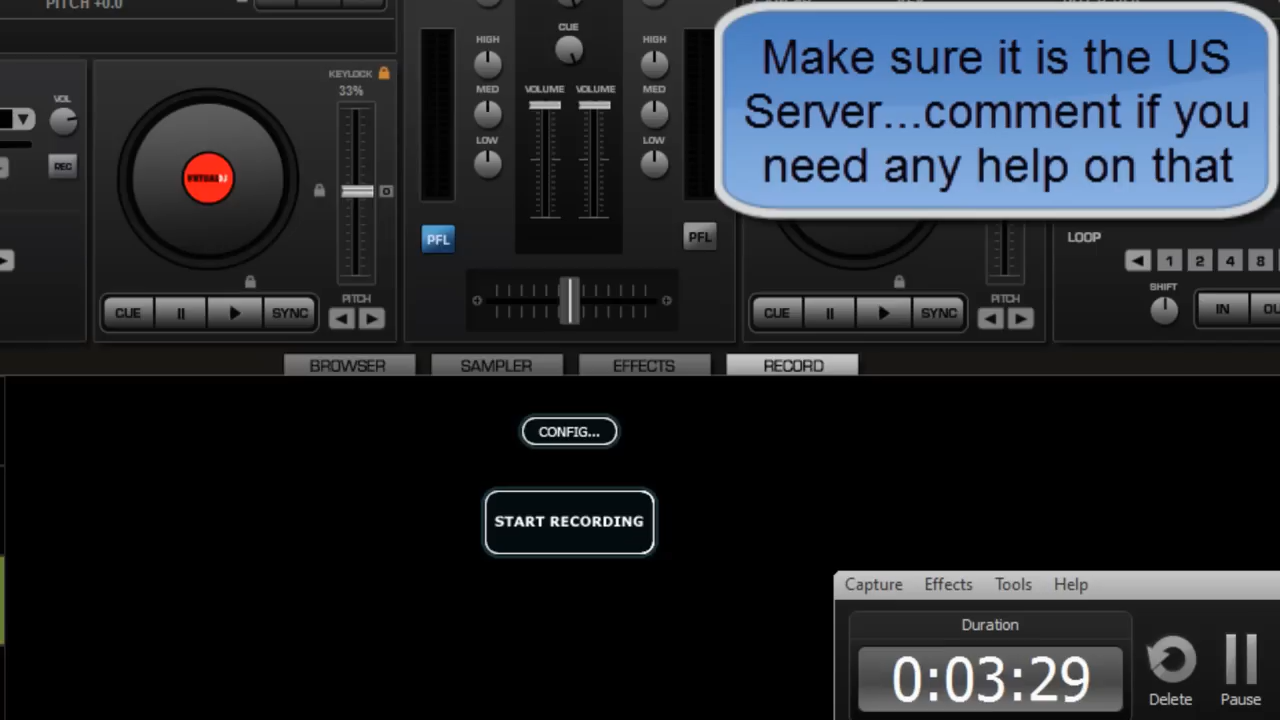 PITCH +0.0
Make sure it is the US
Server...comment if you
need any help on that
CUE
HIGH
HIGH
KEYLOCK
33%
VOL
MED
VOLUME
VOLUME
MED
REC
LOW
LOW
VIRTUALDJ
PFL
PFL
LOOP
1 2 4 8
SHIFT
PITCH
PITCH
CUE
SYNC
CUE
SYNC
IN
OU
BROWSER
SAMPLER
EFFECTS
RECORD
CONFIG...
START RECORDING
Capture Effects Tools Help
Duration
0:03:29
Delete
Pause